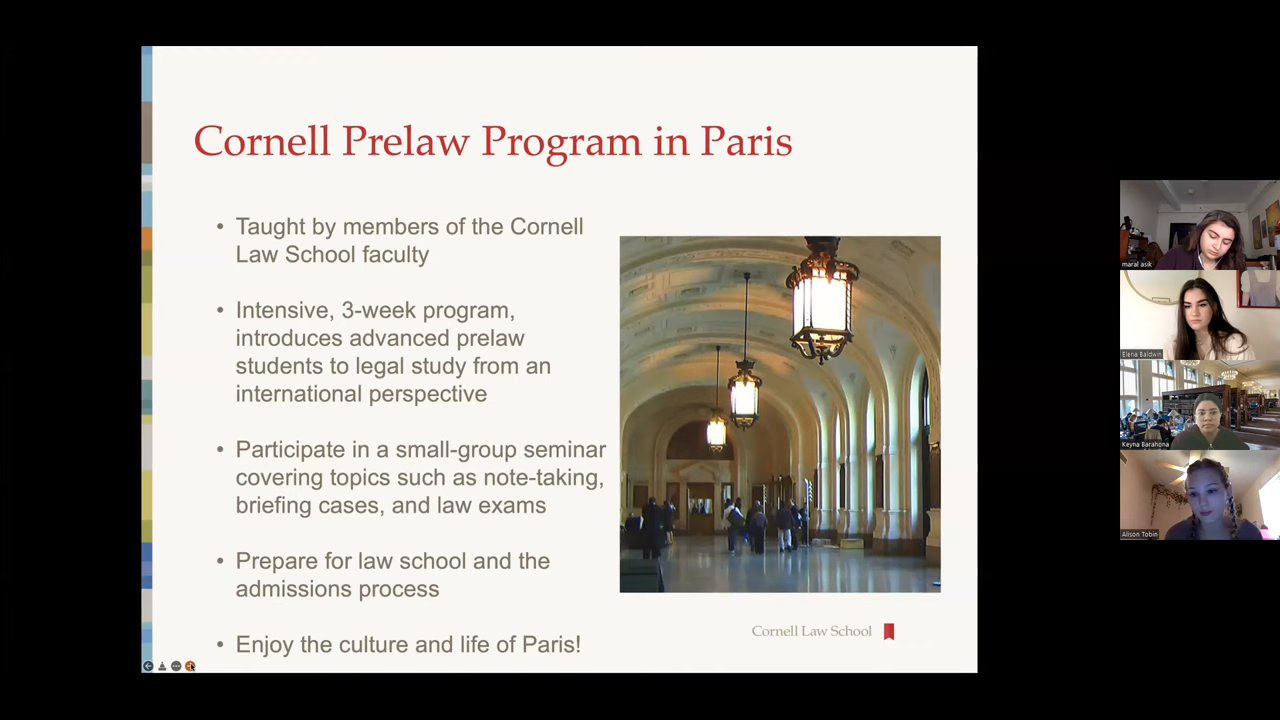 Cornell Prelaw Program in Paris
• Taught by members of the Cornell
Law School faculty
• Intensive, 3-week program,
introduces advanced prelaw
students to legal study from an
international perspective
• Participate in a small-group seminar
covering topics such as note-taking,
briefing cases, and law exams
• Prepare for law school and the
admissions process
• Enjoy the culture and life of Paris!
Cornell Law School
maral asik
Elena Baldwin
Keyna Barahona
Alison Tobin